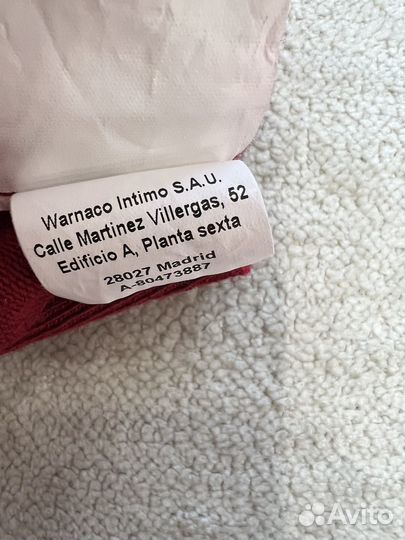 Warnaco Intimo S.A.U.
Calle Martinez Villergas, 52
Edificio A, Planta sexta
28027 Madrid
A-80473887
Avito